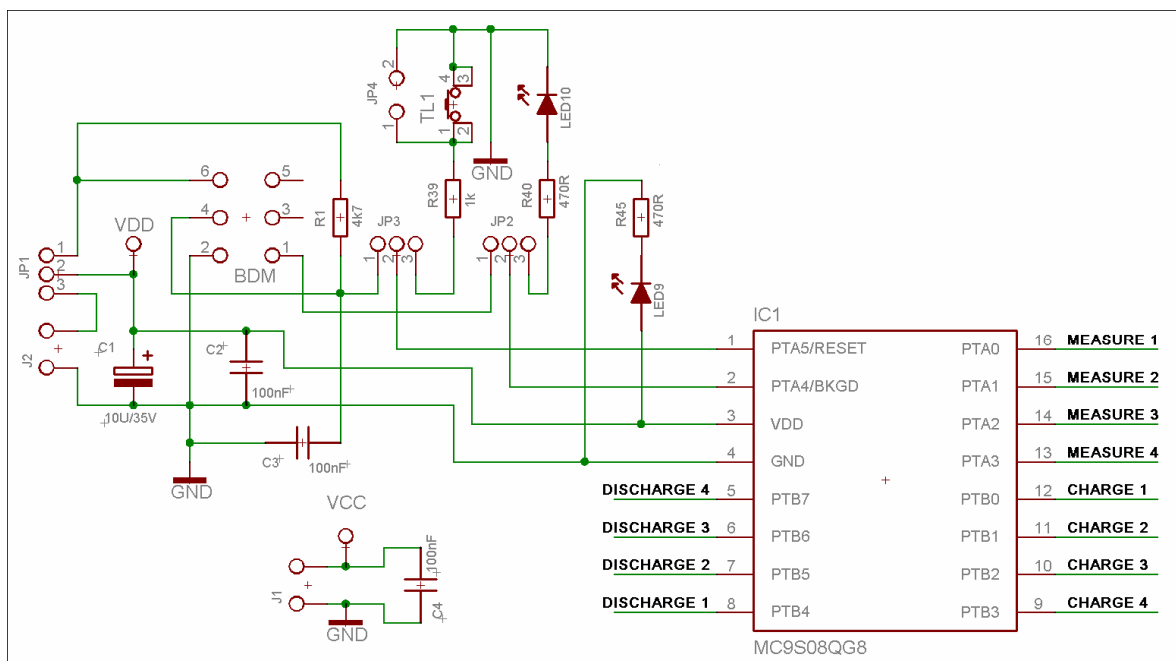 2
JP4
1
4
3
TL1
1
2
LED10
GND
R39
1k
R40
470R
R45
470R
LED9
6
5
4
3
2
1
BDM
R1
4k7
JP3
1
2
3
JP2
1
2
3
VDD
JP1
1
2
3
J2
C1
+
10U/35V
C2
100nF
C3
100nF
GND
VCC
J1
GND
100nF
C4
IC1
1 PTA5/RESET PTA0 16 MEASURE 1
2 PTA4/BKGD PTA1 15 MEASURE 2
3 VDD PTA2 14 MEASURE 3
4 GND PTA3 13 MEASURE 4
DISCHARGE 4 5 PTB7 PTB0 12 CHARGE 1
DISCHARGE 3 6 PTB6 PTB1 11 CHARGE 2
DISCHARGE 2 7 PTB5 PTB2 10 CHARGE 3
DISCHARGE 1 8 PTB4 PTB3 9 CHARGE 4
MC9S08QG8